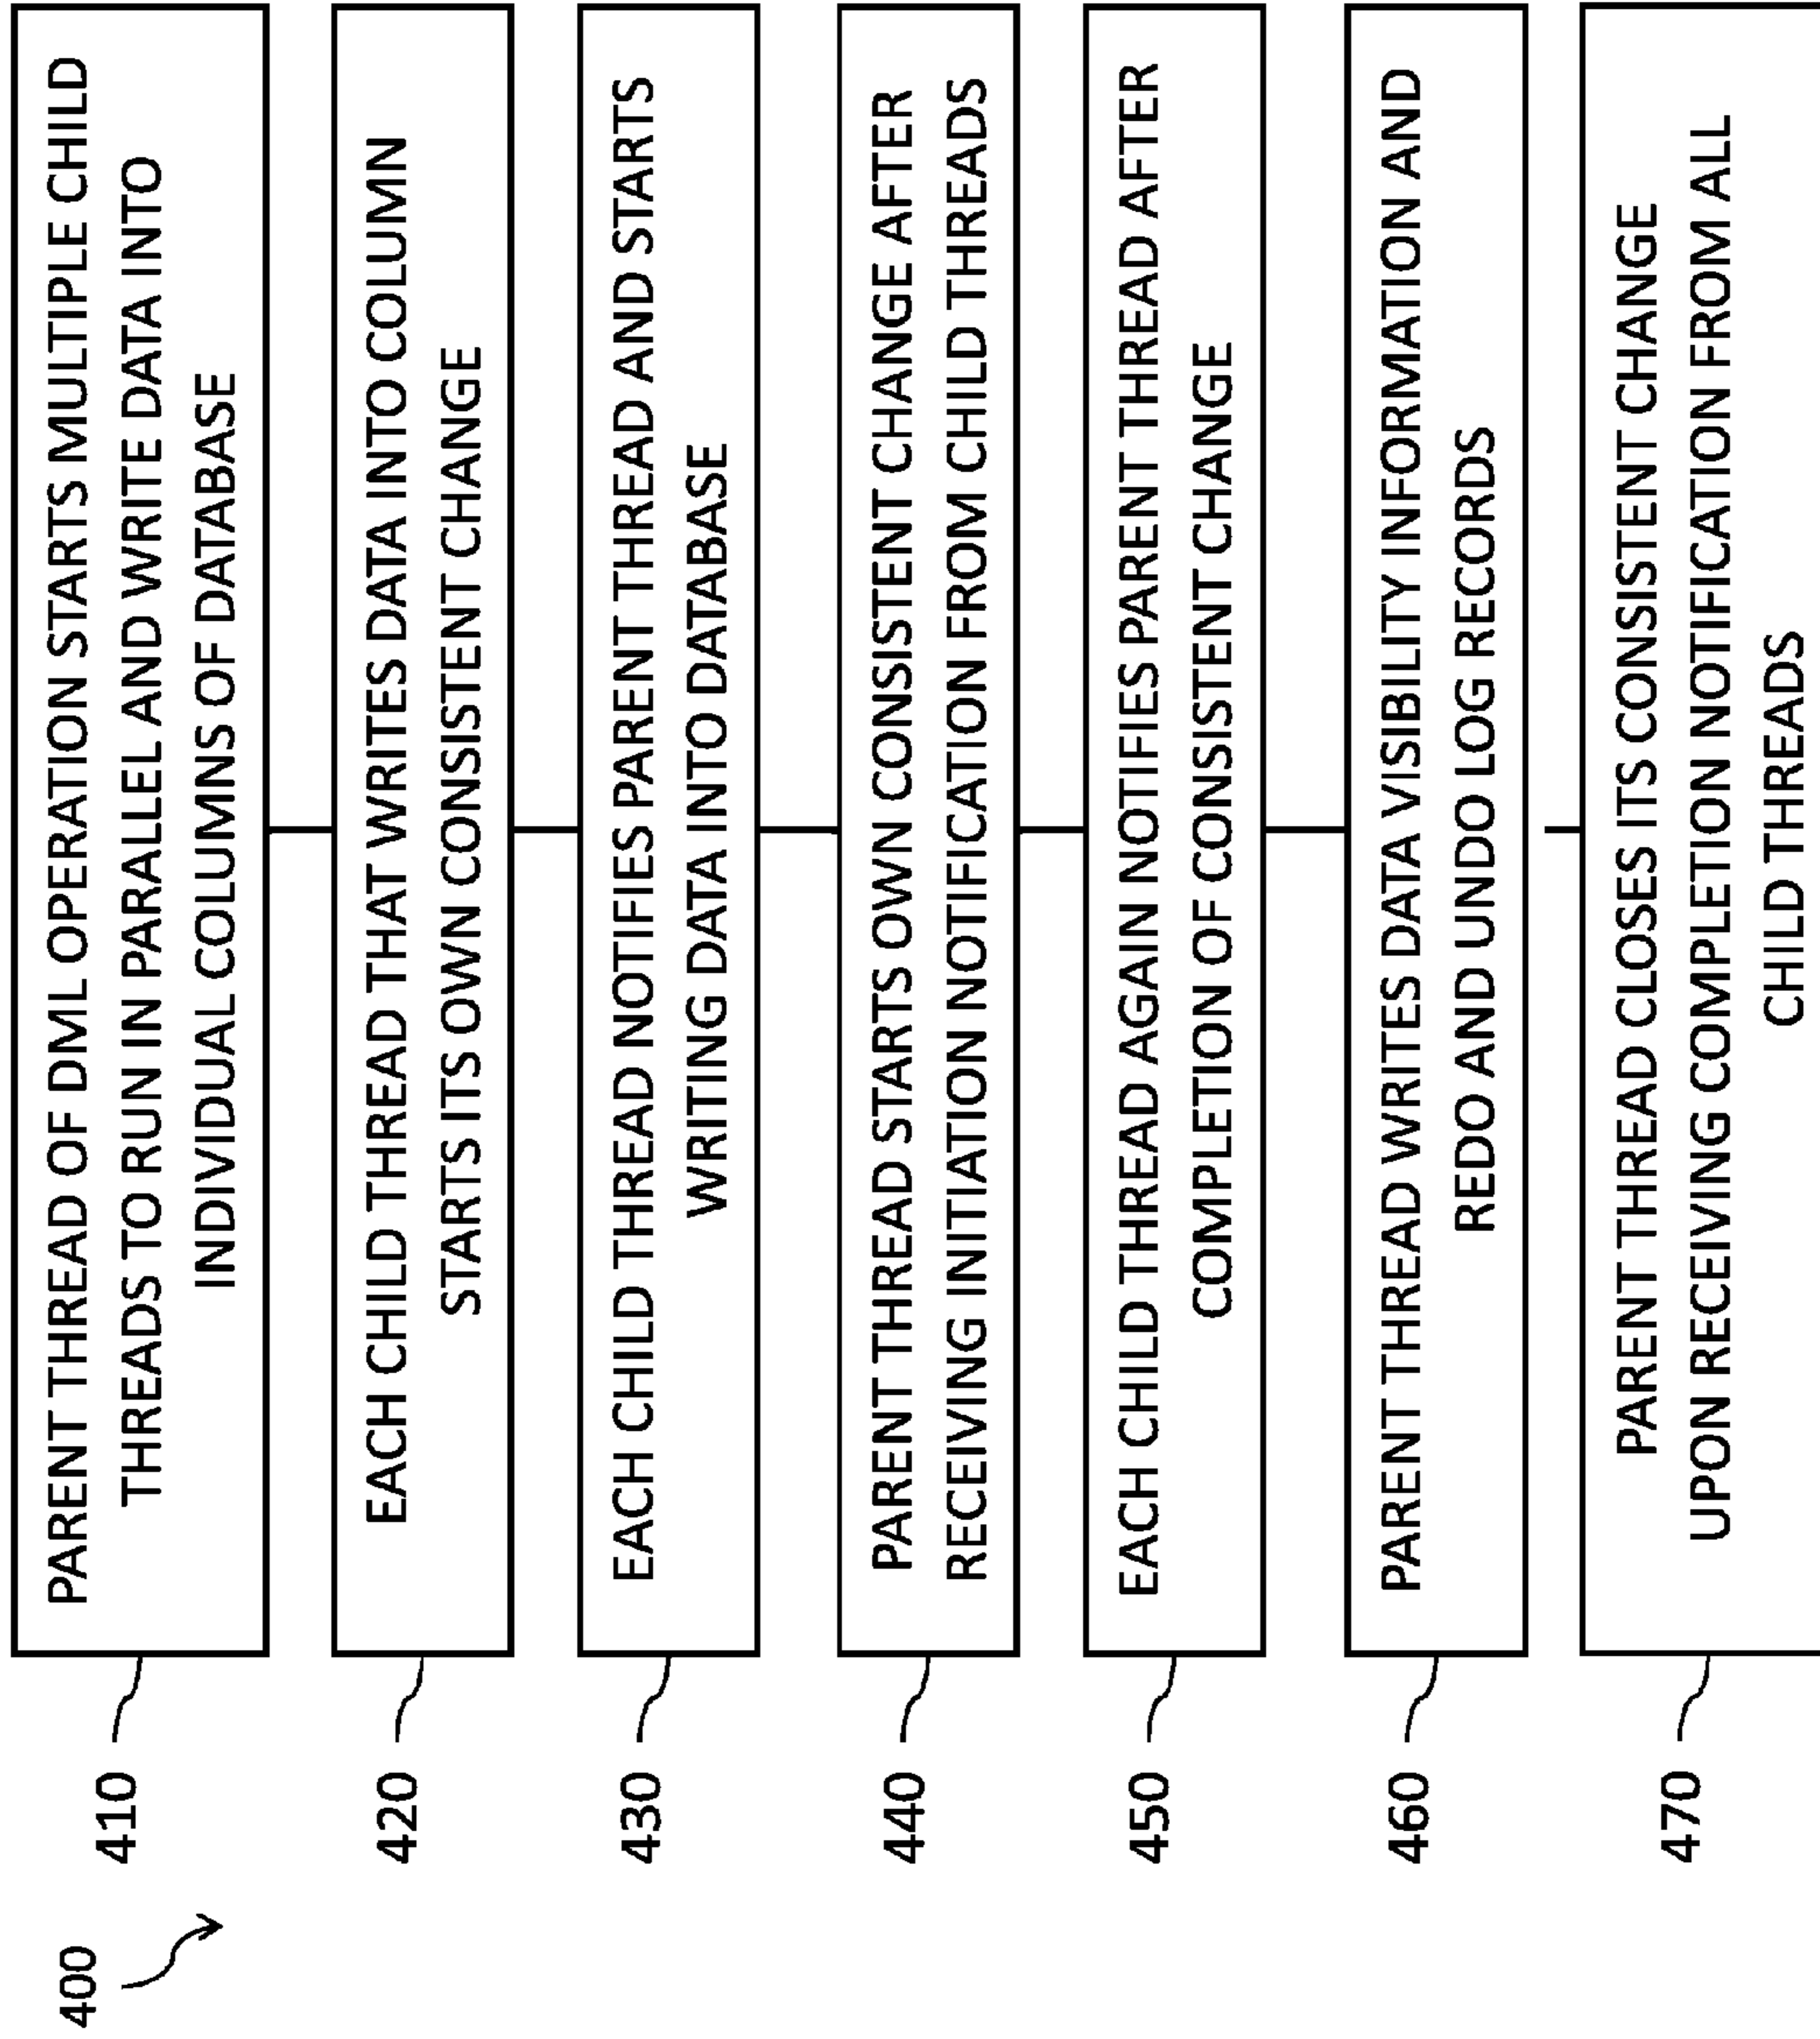 400
410
PARENT THREAD OF DML OPERATION STARTS MULTIPLE CHILD
THREADS TO RUN IN PARALLEL AND WRITE DATA INTO
INDIVIDUAL COLUMNS OF DATABASE
420
EACH CHILD THREAD THAT WRITES DATA INTO COLUMN
STARTS ITS OWN CONSISTENT CHANGE
430
EACH CHILD THREAD NOTIFIES PARENT THREAD AND STARTS
WRITING DATA INTO DATABASE
440
PARENT THREAD STARTS OWN CONSISTENT CHANGE AFTER
RECEIVING INITIATION NOTIFICATION FROM CHILD THREADS
450
EACH CHILD THREAD AGAIN NOTIFIES PARENT THREAD AFTER
COMPLETION OF CONSISTENT CHANGE
460
PARENT THREAD WRITES DATA VISIBILITY INFORMATION AND
REDO AND UNDO LOG RECORDS
470
PARENT THREAD CLOSES ITS CONSISTENT CHANGE
UPON RECEIVING COMPLETION NOTIFICATION FROM ALL
CHILD THREADS